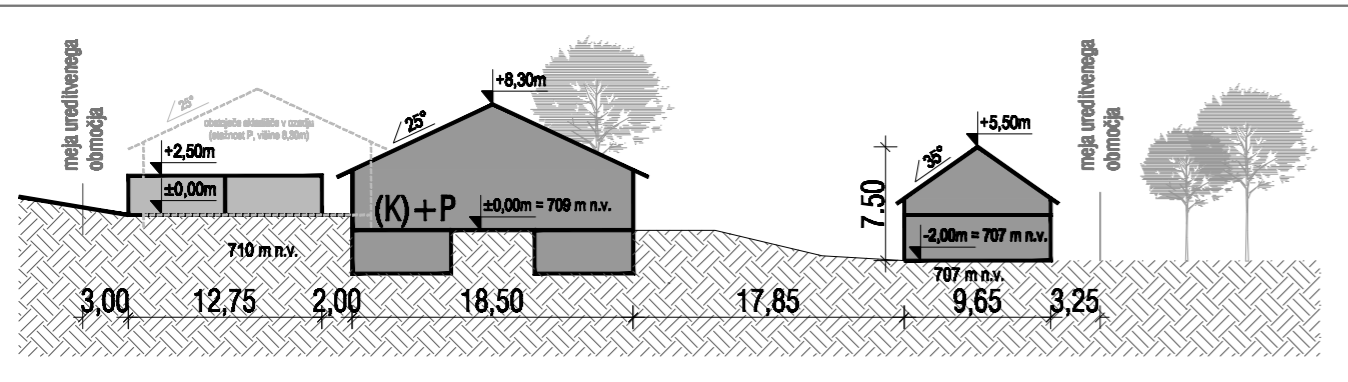 meja ureditvenega
območja
25°
obstoječe skladišče v ozadju
(etažnost P, višine 8,30m)
+2,50m
±0,00m
710 m n.v.
+8,30m
25°
(K)+P
±0,00m = 709 m n.v.
7.50
35°
+5,50m
-2,00m = 707 m n.v.
707 m n.v.
meja ureditvenega
območja
3,00
12,75
2,00
18,50
17,85
9,65
3,25